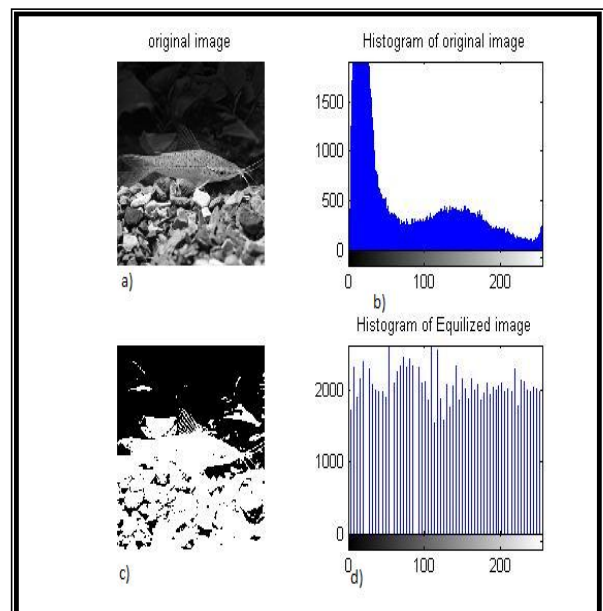 original image
Histogram of original image
1500
1000
500
0
0 100 200
a)
b)
Histogram of Equilized image
2000
1000
0
0 100 200
c)
d)